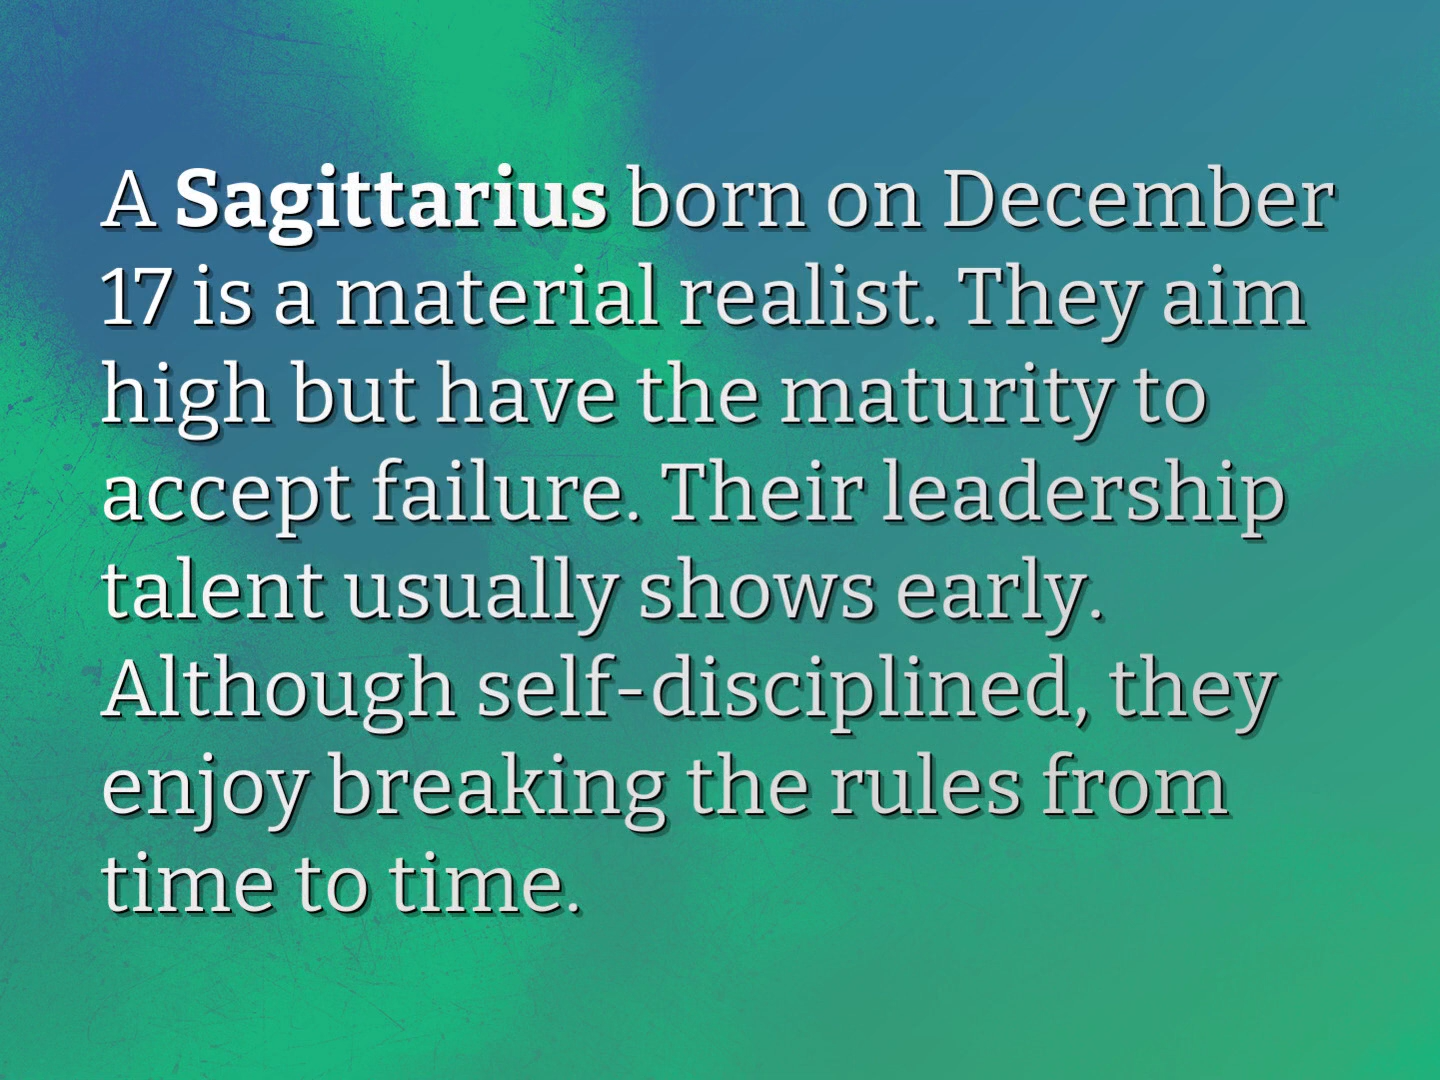 A Sagittarius born on December
17 is a material realist. They aim
high but have the maturity to
accept failure. Their leadership
talent usually shows early.
Although self-disciplined, they
enjoy breaking the rules from
time to time.